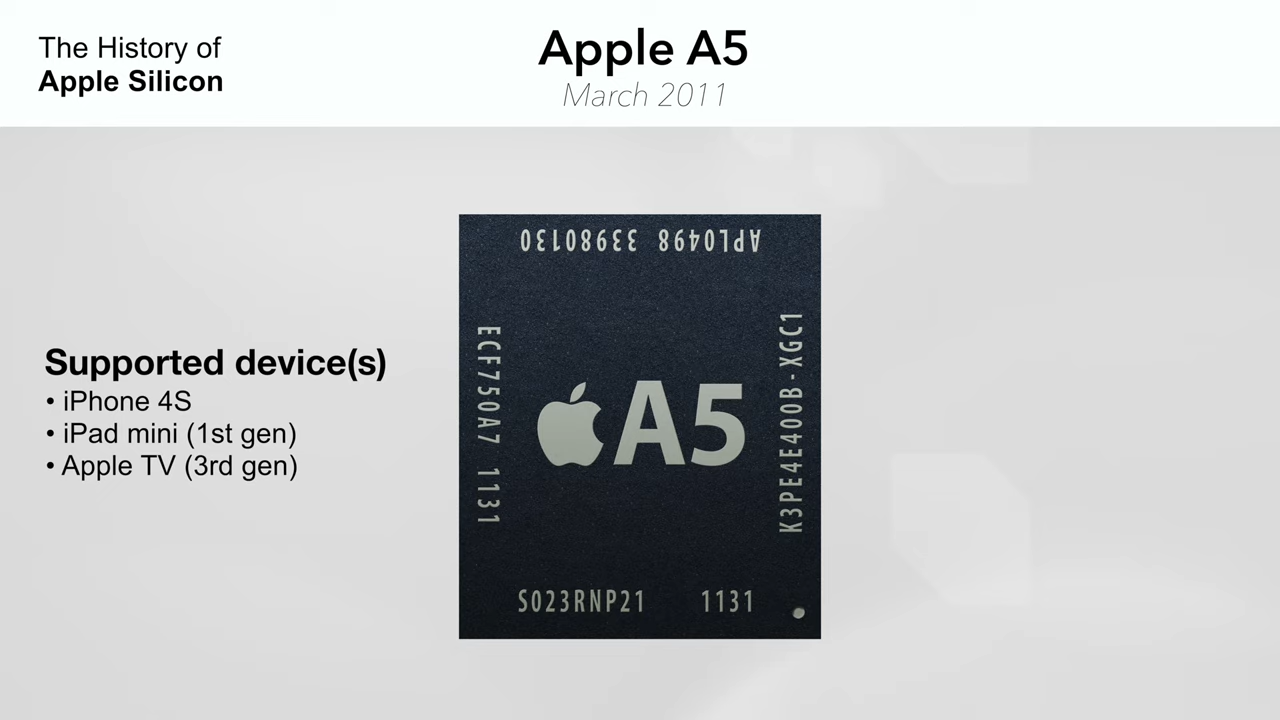 The History of
Apple Silicon
Apple A5
March 2011
Supported device(s)
• iPhone 4S
• iPad mini (1st gen)
• Apple TV (3rd gen)
APL0498 33980130
ECF750A7 1131
A5
K3PE4E400B-XGC1
S023RNP21 1131